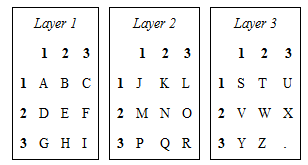 Layer 1
1 2 3
1 A B C
2 D E F
3 G H I
Layer 2
1 2 3
1 J K L
2 M N O
3 P Q R
Layer 3
1 2 3
1 S T U
2 V W X
3 Y Z .